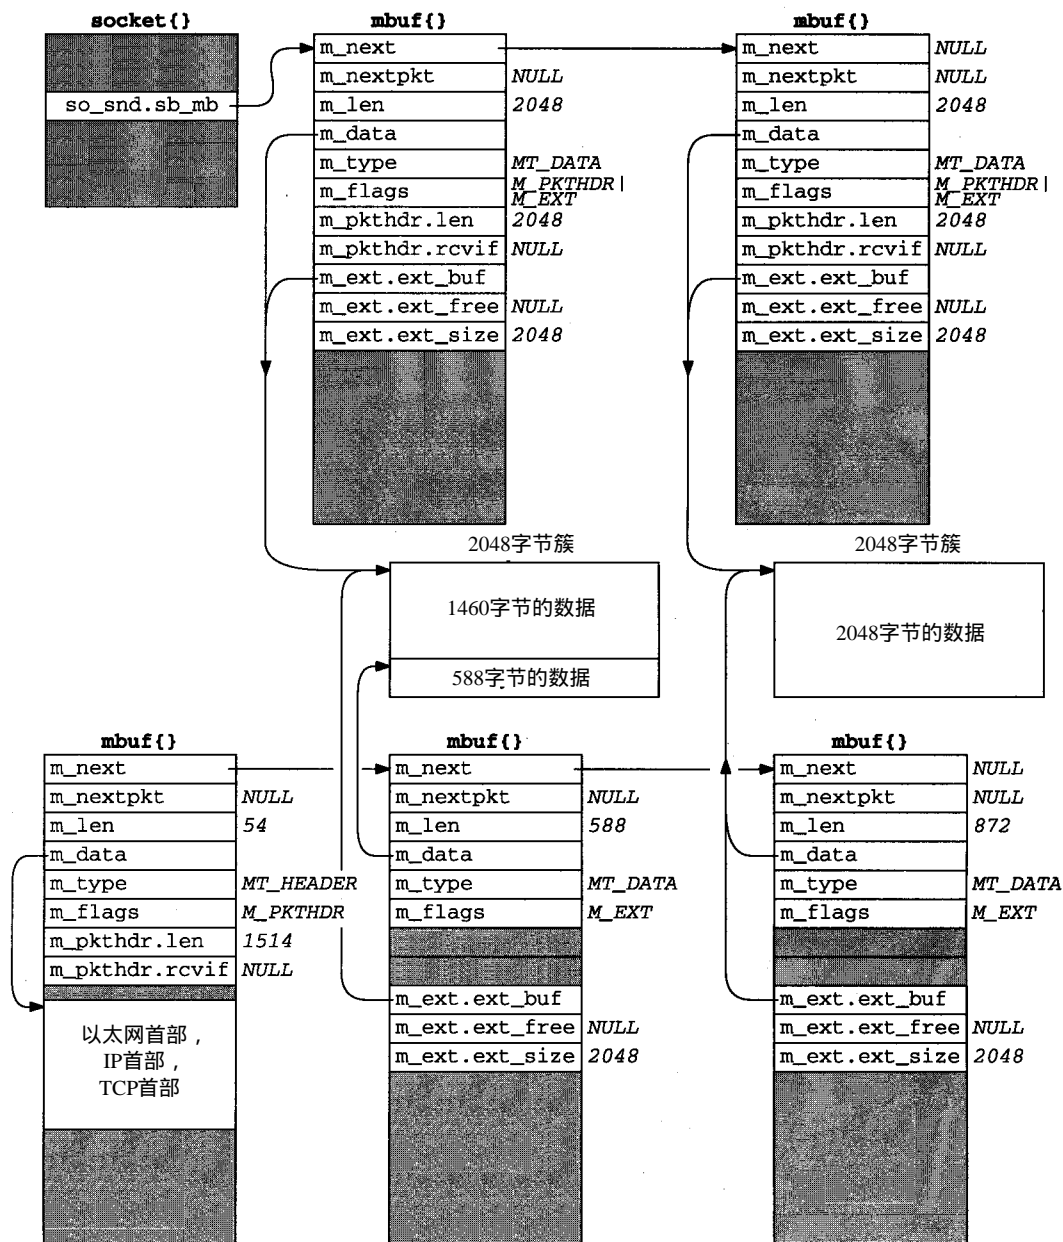 socket{}
so_snd.sb_mb
mbuf{}
m_next
m_nextpkt NULL
m_len 2048
m_data
m_type MT_DATA
m_flags M_PKTHDR|
M_EXT
m_pkthdr.len 2048
m_pkthdr.rcvif NULL
m_ext.ext_buf
m_ext.ext_free NULL
m_ext.ext_size 2048
mbuf{}
m_next NULL
m_nextpkt NULL
m_len 2048
m_data
m_type MT_DATA
m_flags M_PKTHDR|
M_EXT
m_pkthdr.len 2048
m_pkthdr.rcvif NULL
m_ext.ext_buf
m_ext.ext_free NULL
m_ext.ext_size 2048
2048字节簇
1460字节的数据
588字节的数据
2048字节簇
2048字节的数据
mbuf{}
m_next
m_nextpkt NULL
m_len 54
m_data
m_type MT_HEADER
m_flags M_PKTHDR
m_pkthdr.len 1514
m_pkthdr.rcvif NULL
以太网首部，
IP首部，
TCP首部
mbuf{}
m_next
m_nextpkt NULL
m_len 588
m_data
m_type MT_DATA
m_flags M_EXT
m_ext.ext_buf
m_ext.ext_free NULL
m_ext.ext_size 2048
mbuf{}
m_next NULL
m_nextpkt NULL
m_len 872
m_data
m_type MT_DATA
m_flags M_EXT
m_ext.ext_buf
m_ext.ext_free NULL
m_ext.ext_size 2048